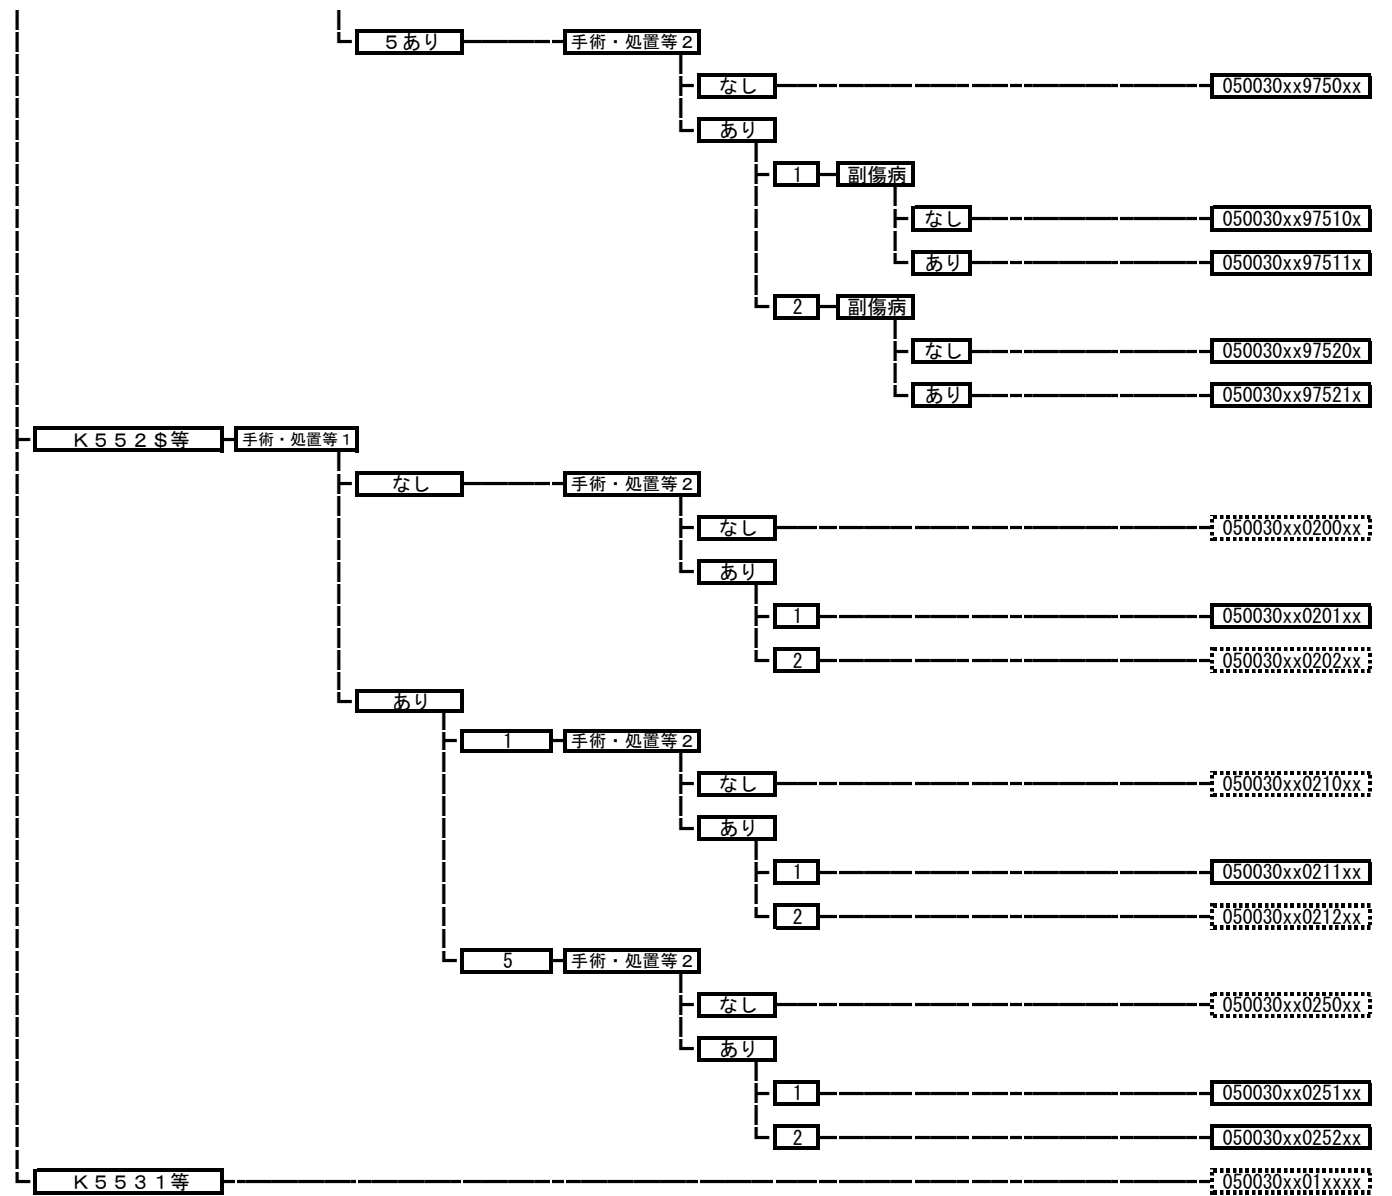 ５あり 手術・処置等２
なし 050030xx9750xx
あり
1 副傷病
なし 050030xx97510x
あり 050030xx97511x
2 副傷病
なし 050030xx97520x
あり 050030xx97521x
Ｋ５５２＄等 手術・処置等１
なし 手術・処置等２
なし 050030xx0200xx
あり
1 050030xx0201xx
2 050030xx0202xx
あり
1 手術・処置等２
なし 050030xx0210xx
あり
1 050030xx0211xx
2 050030xx0212xx
5 手術・処置等２
なし 050030xx0250xx
あり
1 050030xx0251xx
2 050030xx0252xx
Ｋ５５３１等 050030xx01xxxx